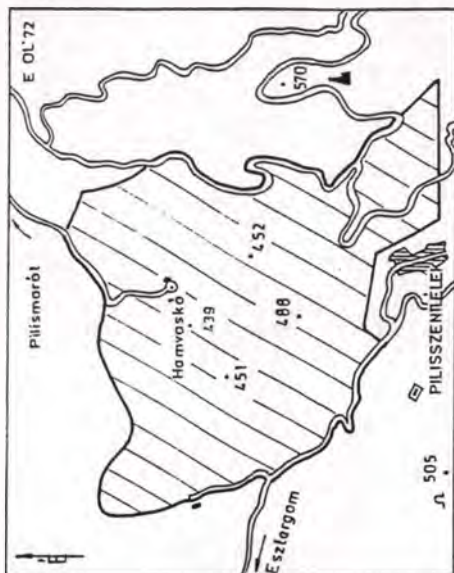 E OL'72
Pilismarót
Hamvaskő
439
451
452
488
570
Esztergom
PILISSZENTLÉLEK
505